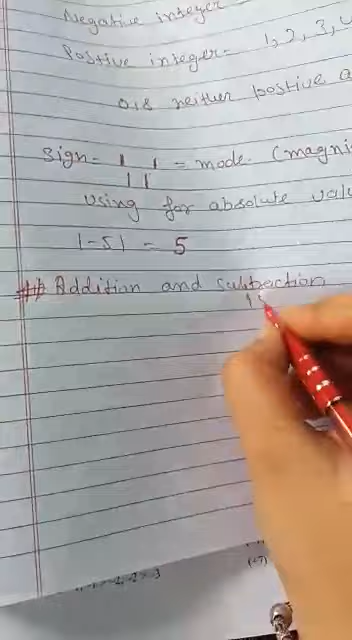 Negative integer
Postive integer- 1, 2, 3,
0,8 neither postive
Sign- | | = mode (magni
| |
using for absolute valu
|-5| = 5
## Addition and subtraction